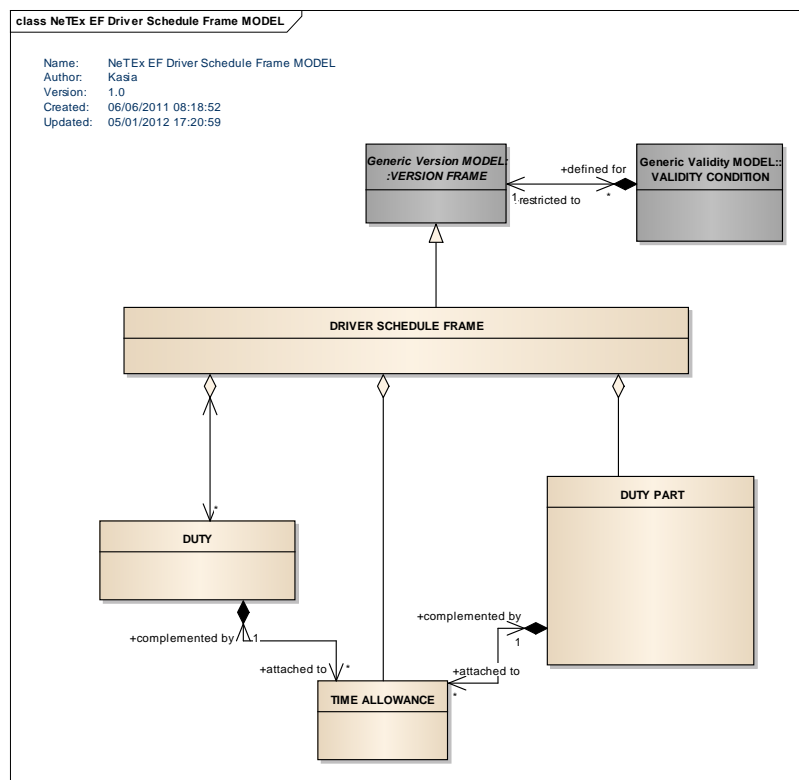 class NeTEx EF Driver Schedule Frame MODEL
Name: NeTEx EF Driver Schedule Frame MODEL
Author: Kasia
Version: 1.0
Created: 06/06/2011 08:18:52
Updated: 05/01/2012 17:20:59
Generic Version MODEL:
:VERSION FRAME
+defined for
1 +restricted to
*
Generic Validity MODEL::
VALIDITY CONDITION
DRIVER SCHEDULE FRAME
*
DUTY
DUTY PART
+complemented by
1
+attached to
*
+complemented by
1
+attached to
*
TIME ALLOWANCE